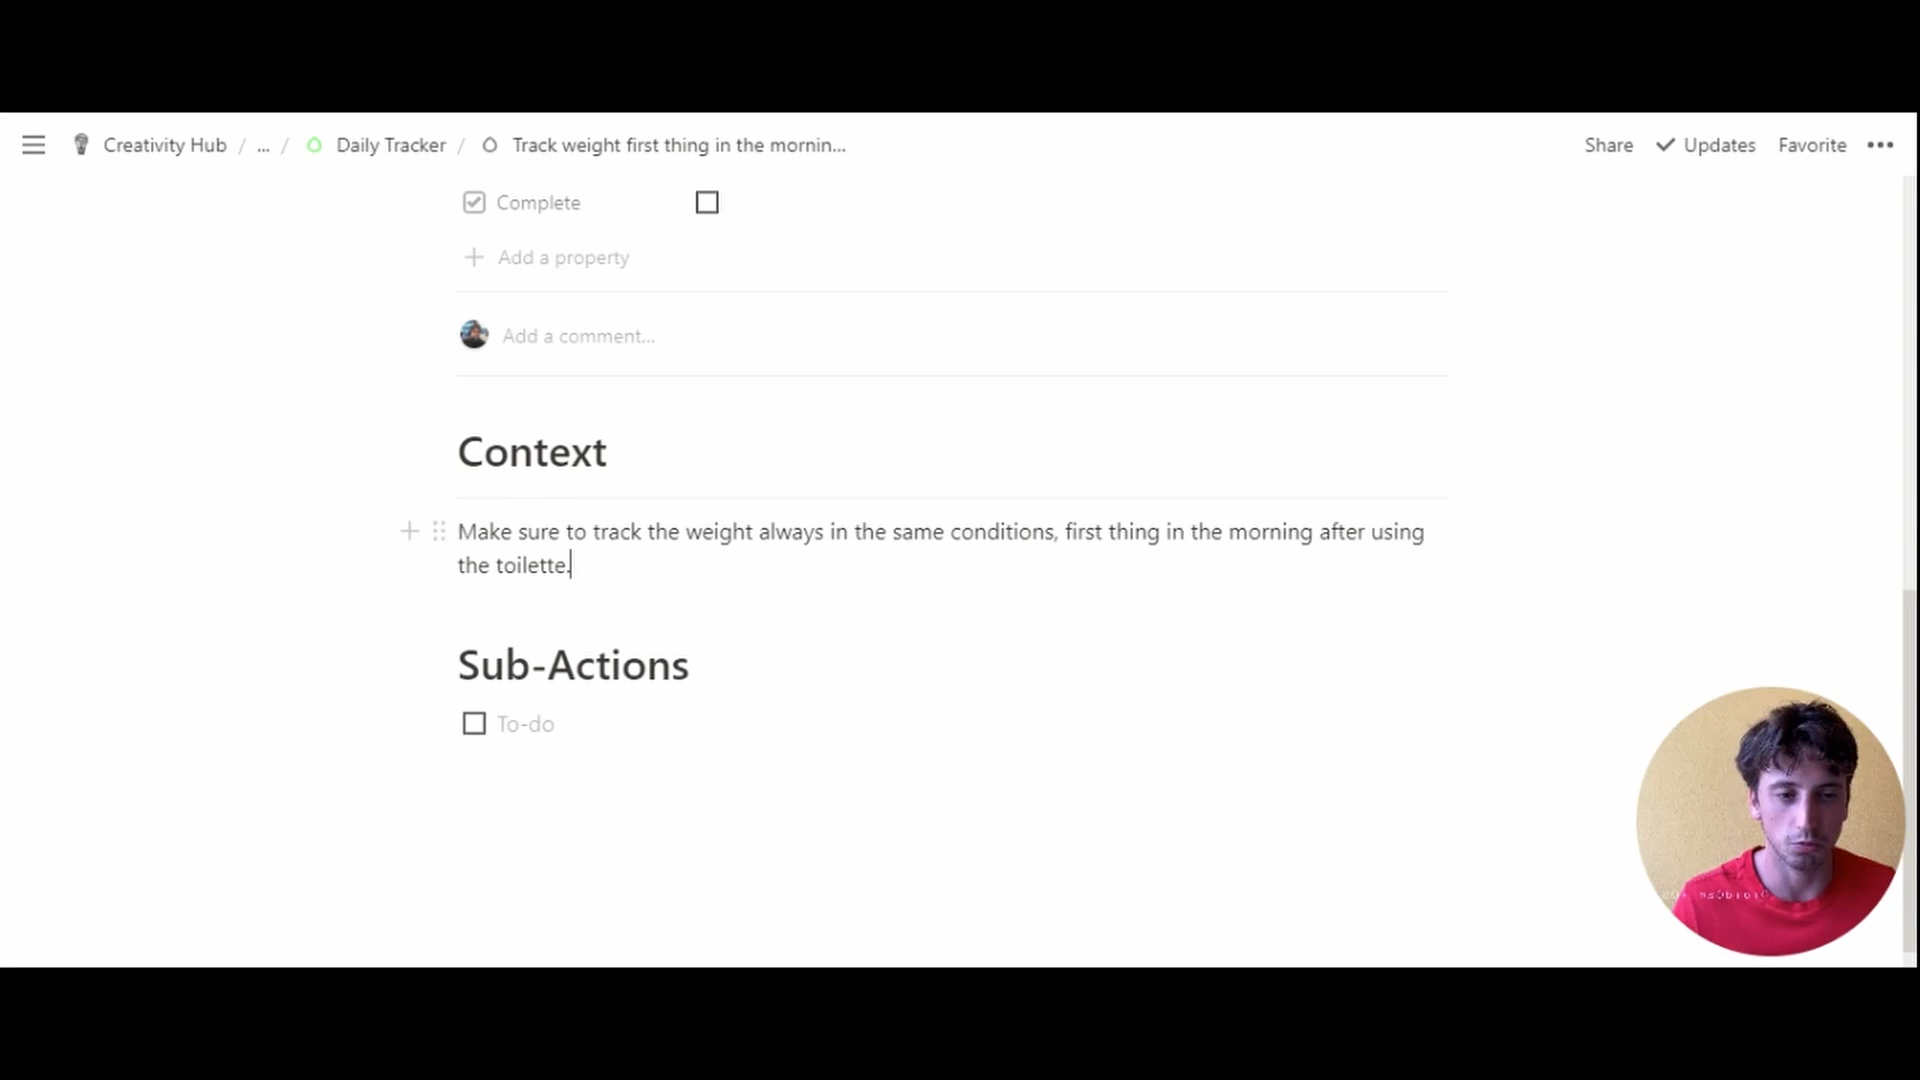 Creativity Hub / ... / Daily Tracker / Track weight first thing in the mornin...
Share Updates Favorite
Complete
Add a property
Add a comment...
Context
Make sure to track the weight always in the same conditions, first thing in the morning after using
the toilette.
Sub-Actions
To-do